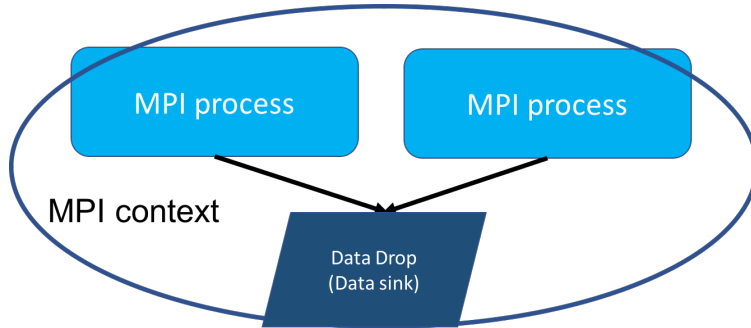 MPI process
MPI process
MPI context
Data Drop
(Data sink)